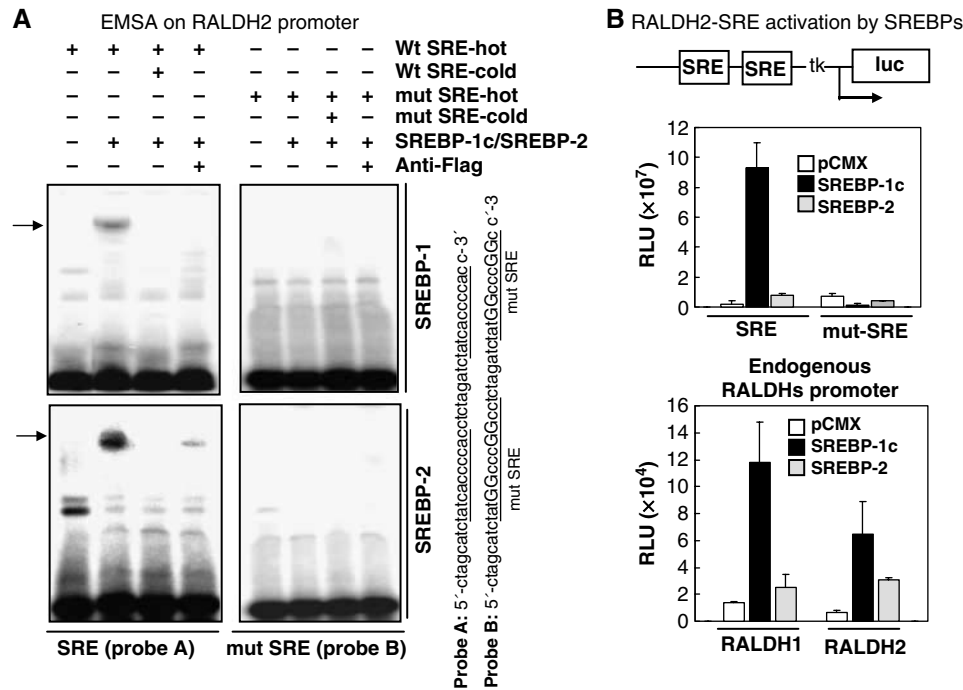 A
EMSA on RALDH2 promoter
+ + + + − − − − Wt SRE-hot
− − + − − − − − Wt SRE-cold
− − − − + + + + mut SRE-hot
− − − − − − + − mut SRE-cold
− + + + − + + + SREBP-1c/SREBP-2
− − − + − − − + Anti-Flag
SREBP-1
SREBP-2
SRE (probe A)
mut SRE (probe B)
Probe A: 5´-ctagcatctatcaccccacctctagatctatcaccccacc-3´
Probe B: 5´-ctagcatctatGGcccGGcctctagatctatGGcccGGcc´-3
mut SRE
mut SRE
B
RALDH2-SRE activation by SREBPs
SRE SRE tk luc
RLU (×10⁷)
12
10
8
6
4
2
0
pCMX
SREBP-1c
SREBP-2
SRE
mut-SRE
Endogenous
RALDHs promoter
RLU (×10⁴)
16
14
12
10
8
6
4
2
0
pCMX
SREBP-1c
SREBP-2
RALDH1
RALDH2